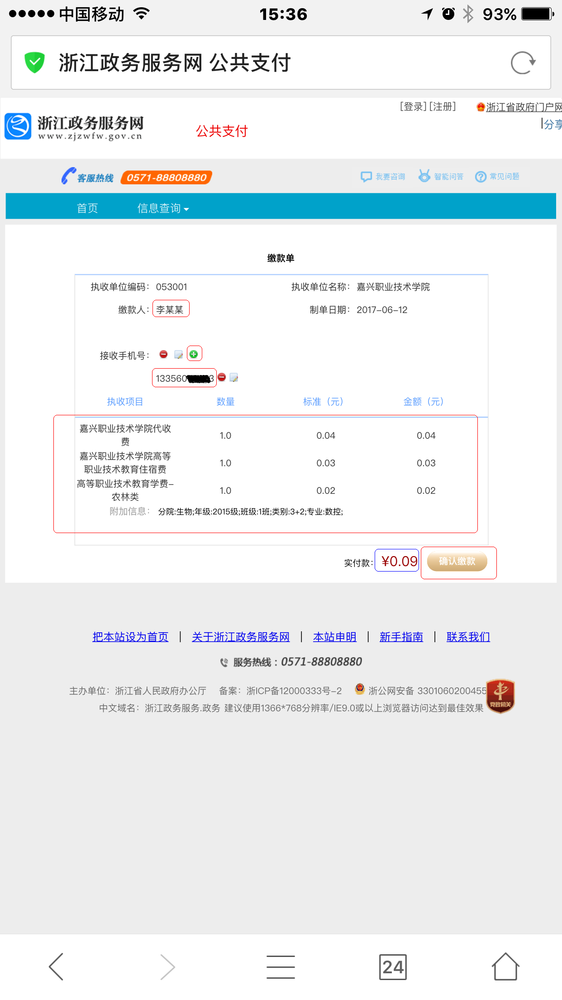 中国移动 15:36 93%
浙江政务服务网 公共支付
[登录] [注册] 浙江省政府门户网
浙江政务服务网 公共支付 分享
www.zjzwfw.gov.cn
客服热线 0571-88808880 我要咨询 智能问答 常见问题
首页 信息查询
缴款单
执收单位编码： 053001 执收单位名称： 嘉兴职业技术学院
缴款人： 李某某 制单日期： 2017-06-12
接收手机号：
133560 3
执收项目 数量 标准（元） 金额（元）
嘉兴职业技术学院代收
费 1.0 0.04 0.04
嘉兴职业技术学院高等
职业技术教育住宿费 1.0 0.03 0.03
高等职业技术教育学费-
农林类 1.0 0.02 0.02
附加信息： 分院:生物;年级:2015级;班级:1班;类别:3+2;专业:数控;
实付款: ¥0.09 确认缴款
把本站设为首页 | 关于浙江政务服务网 | 本站申明 | 新手指南 | 联系我们
服务热线：0571-88808880
主办单位：浙江省人民政府办公厅 备案：浙ICP备12000333号-2 浙公网安备 3301060200455
党政机关
中文域名：浙江政务服务.政务 建议使用1366*768分辨率/IE9.0或以上浏览器访问达到最佳效果
24